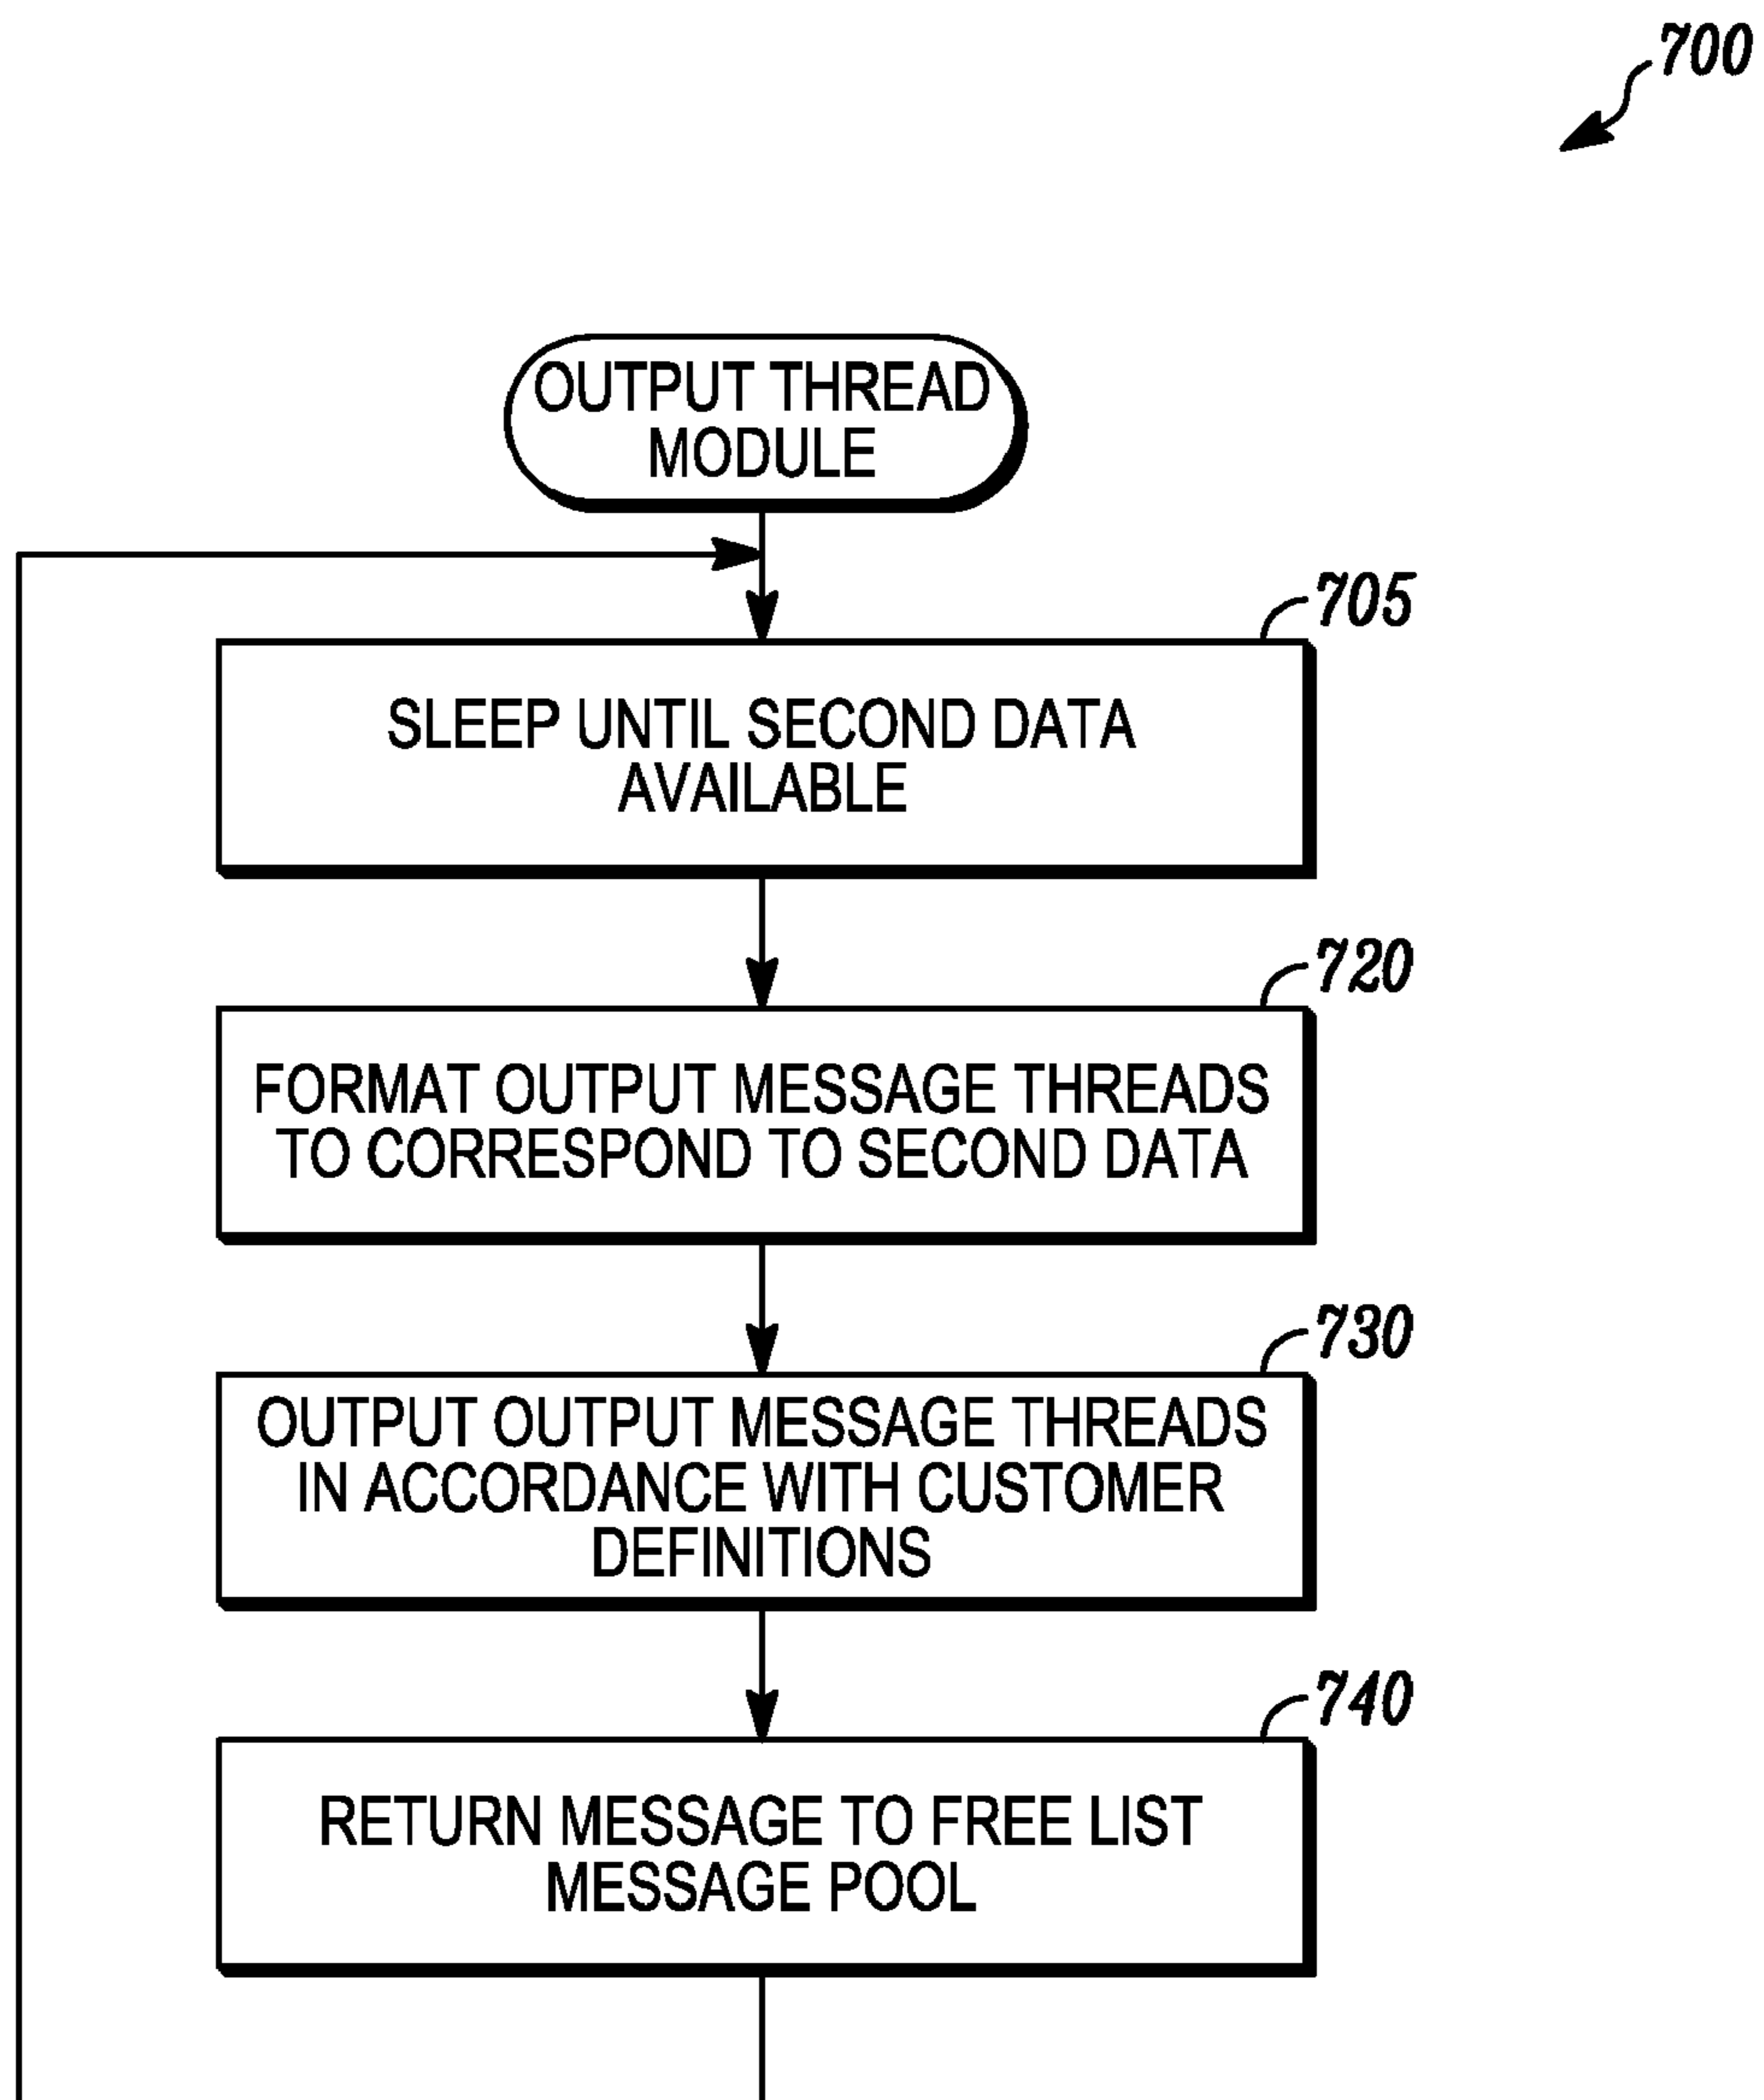 700
OUTPUT THREAD
MODULE
705
SLEEP UNTIL SECOND DATA
AVAILABLE
720
FORMAT OUTPUT MESSAGE THREADS
TO CORRESPOND TO SECOND DATA
730
OUTPUT OUTPUT MESSAGE THREADS
IN ACCORDANCE WITH CUSTOMER
DEFINITIONS
740
RETURN MESSAGE TO FREE LIST
MESSAGE POOL